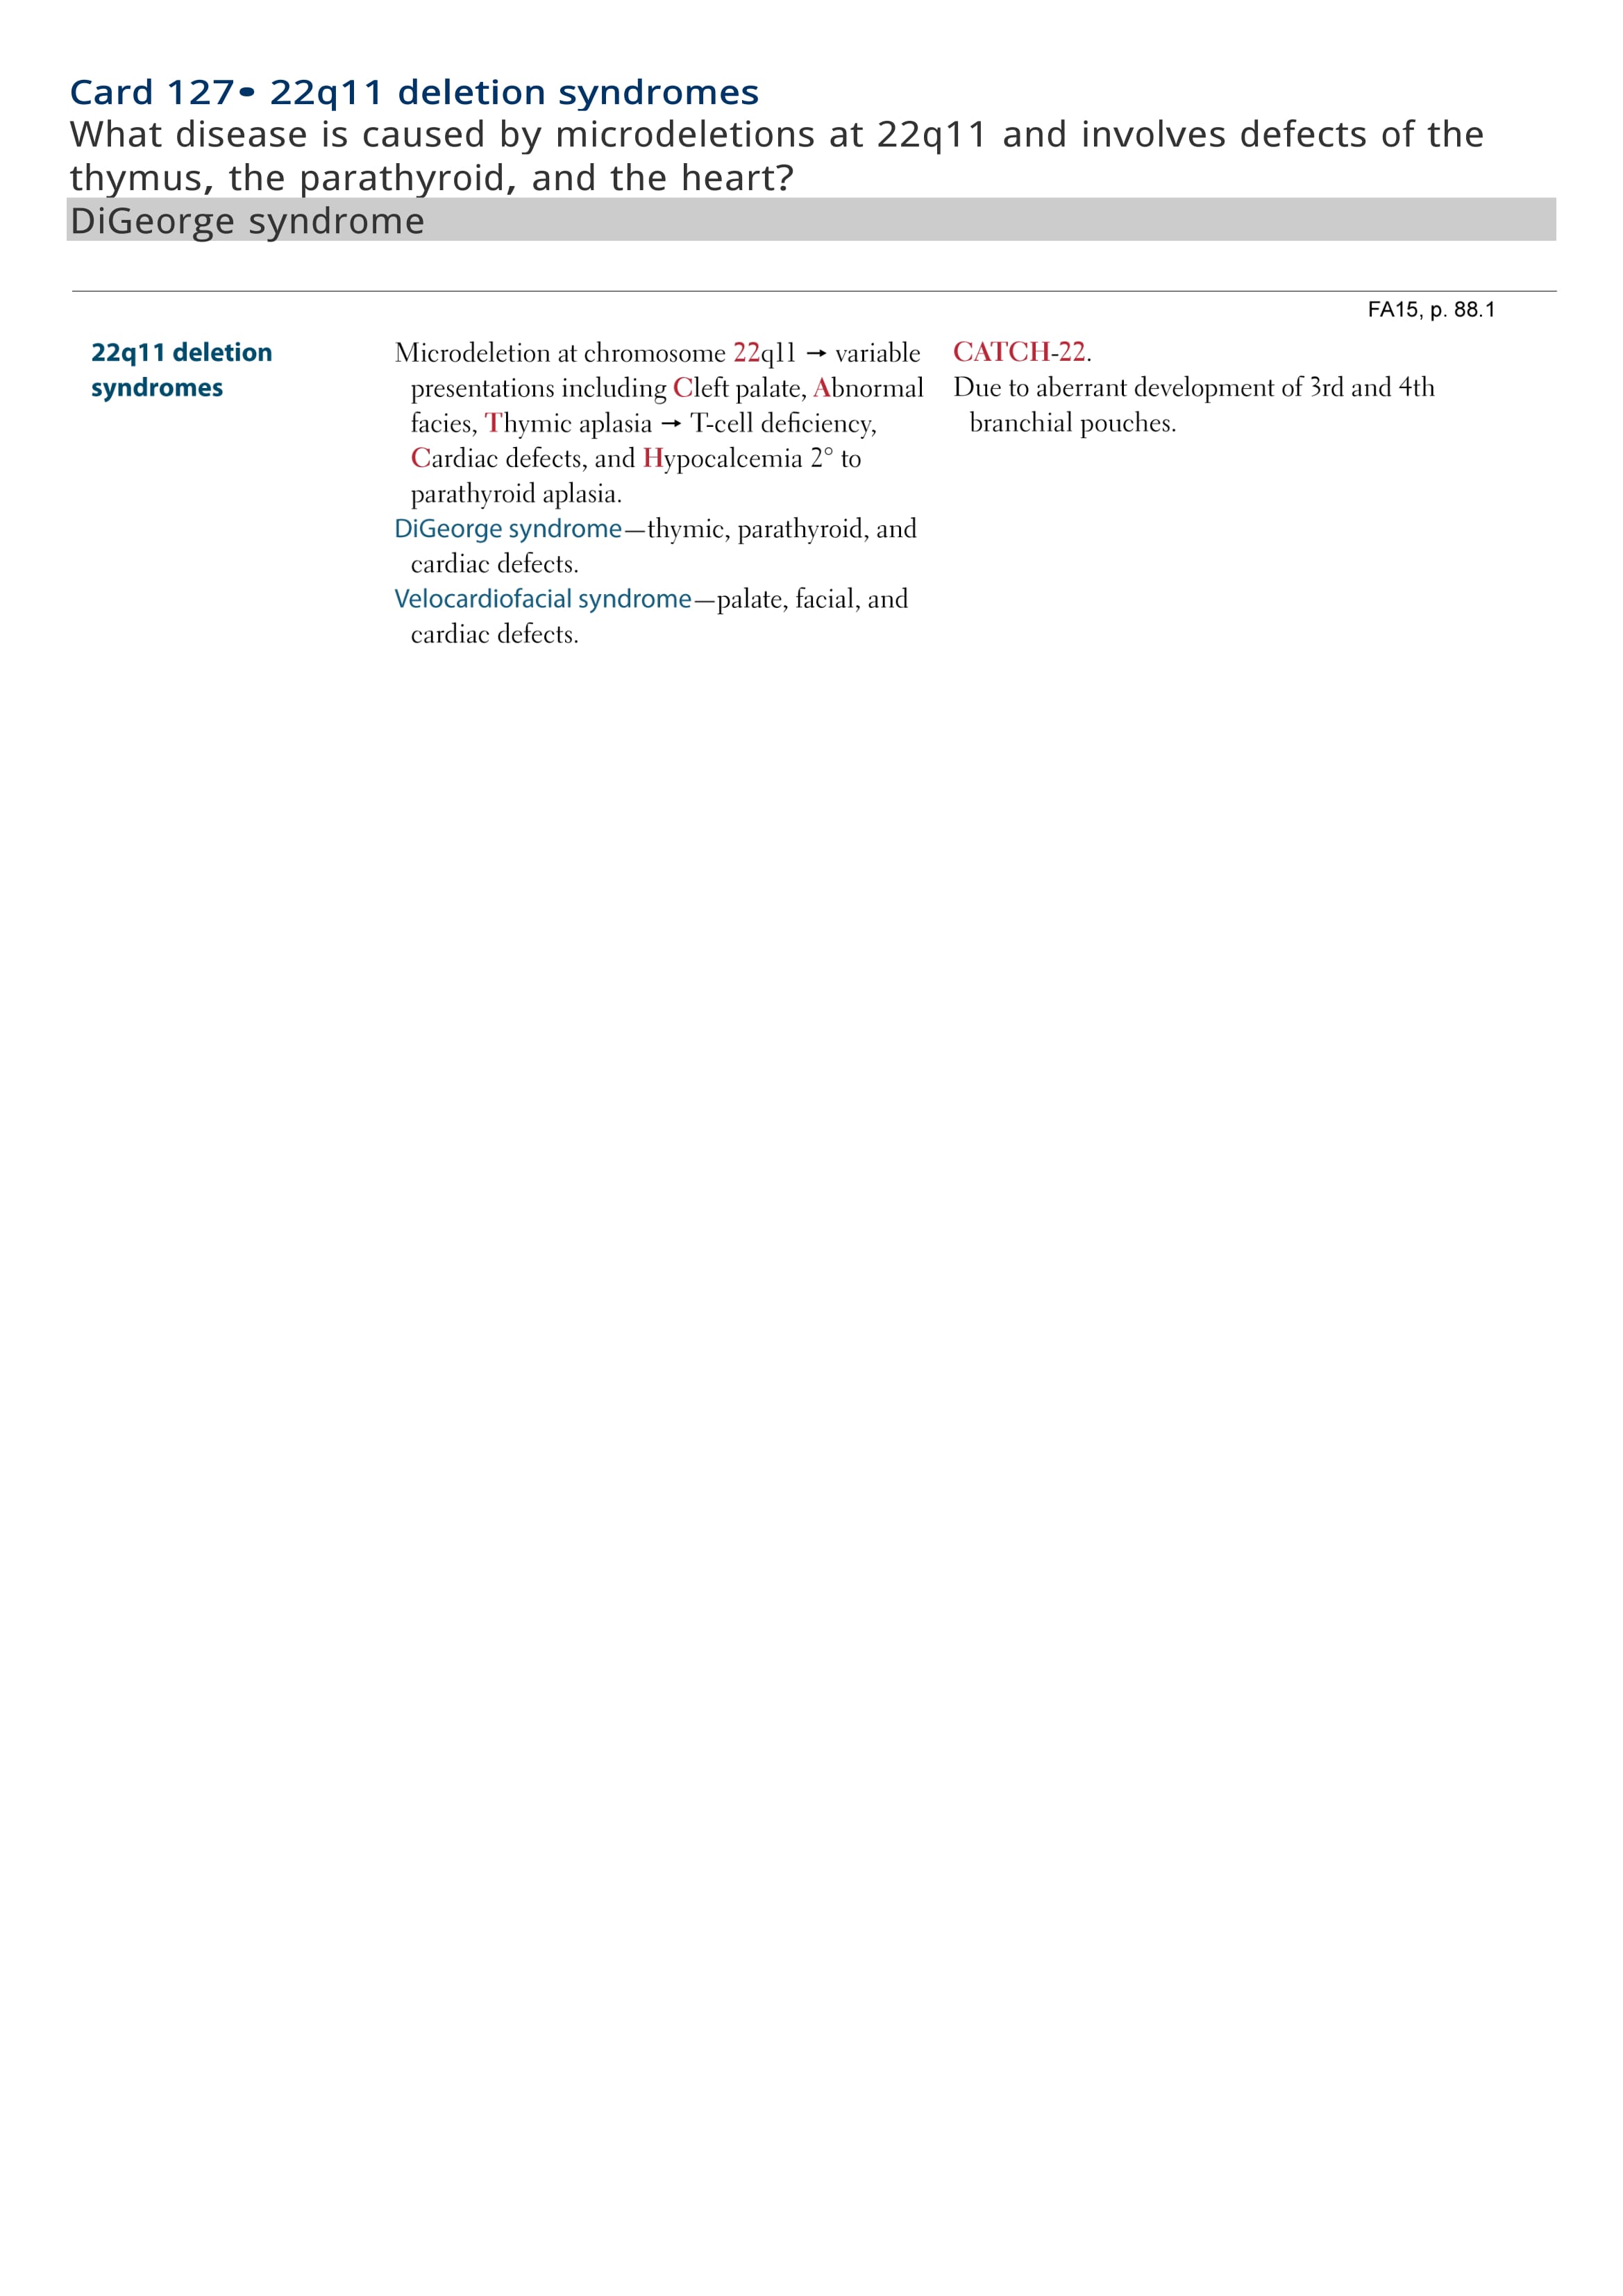 Card 127• 22q11 deletion syndromes
What disease is caused by microdeletions at 22q11 and involves defects of the
thymus, the parathyroid, and the heart?
DiGeorge syndrome
FA15, p. 88.1
22q11 deletion
syndromes
Microdeletion at chromosome 22q11 → variable
presentations including Cleft palate, Abnormal
facies, Thymic aplasia → T-cell deficiency,
Cardiac defects, and Hypocalcemia 2° to
parathyroid aplasia.
DiGeorge syndrome—thymic, parathyroid, and
cardiac defects.
Velocardiofacial syndrome—palate, facial, and
cardiac defects.
CATCH-22.
Due to aberrant development of 3rd and 4th
branchial pouches.